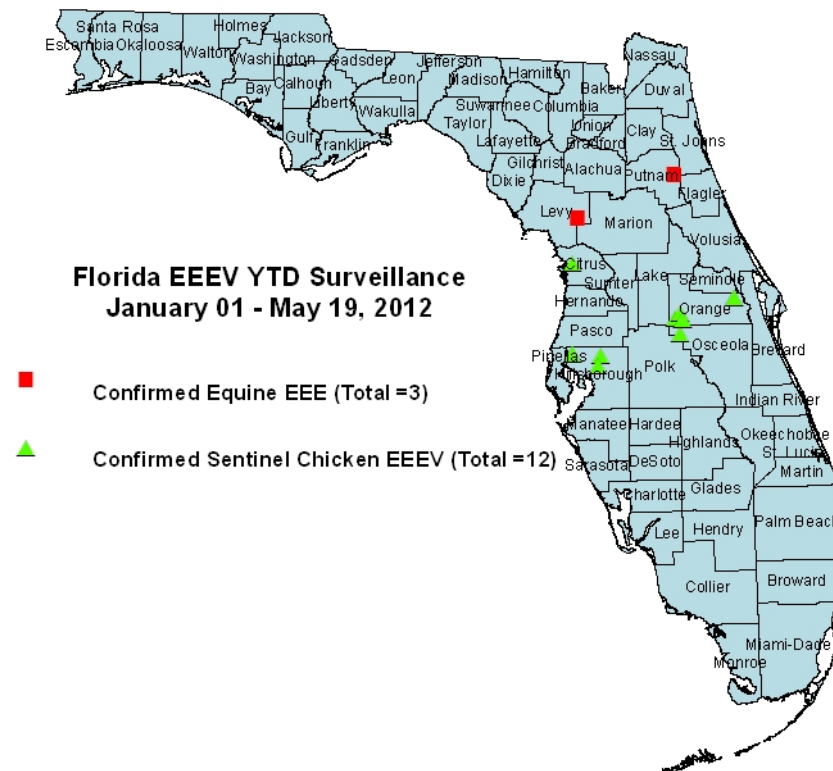 Santa Rosa
Holmes
Jackson
Escambia
Okaloosa
Walton
Washington
Gadsden
Jefferson
Hamilton
Nassau
Bay
Calhoun
Leon
Madison
Baker
Duval
Liberty
Wakulla
Suwannee
Columbia
Taylor
Union
Clay
St. Johns
Gulf
Franklin
Lafayette
Bradford
Gilchrist
Alachua
Putnam
Dixie
Flagler
Levy
Marion
Volusia
Citrus
Lake
Florida EEEV YTD Surveillance
Sumter
Seminole
January 01 - May 19, 2012
Hernando
Orange
Pasco
Osceola
Brevard
Pinellas
Hillsborough
Polk
Confirmed Equine EEE (Total =3)
Indian River
Manatee
Hardee
Okeechobee
Highlands
St. Lucie
Confirmed Sentinel Chicken EEEV (Total =12)
Sarasota
DeSoto
Martin
Charlotte
Glades
Palm Beach
Lee
Hendry
Broward
Collier
Miami-Dade
Monroe